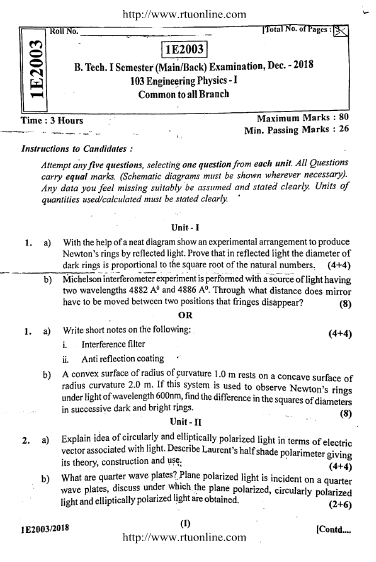 http://www.rtuonline.com
Roll No.
[Total No. of Pages :
1E2003
1E2003
B. Tech. I Semester (Main/Back) Examination, Dec. - 2018
103 Engineering Physics - I
Common to all Branch
Time : 3 Hours
Maximum Marks : 80
Min. Passing Marks : 26
Instructions to Candidates :
Attempt any five questions, selecting one question from each unit. All Questions
carry equal marks. (Schematic diagrams must be shown wherever necessary).
Any data you feel missing suitably be assumed and stated clearly. Units of
quantities used/calculated must be stated clearly.
Unit - I
1. a) With the help of a neat diagram show an experimental arrangement to produce
Newton's rings by reflected light. Prove that in reflected light the diameter of
dark rings is proportional to the square root of the natural numbers. (4+4)
b) Michelson interferometer experiment is performed with a source of light having
two wavelengths 4882 A⁰ and 4886 A⁰. Through what distance does mirror
have to be moved between two positions that fringes disappear? (8)
OR
1. a) Write short notes on the following: (4+4)
i. Interference filter
ii. Anti reflection coating
b) A convex surface of radius of curvature 1.0 m rests on a concave surface of
radius curvature 2.0 m. If this system is used to observe Newton's rings
under light of wavelength 600nm, find the difference in the squares of diameters
in successive dark and bright rings. (8)
Unit - II
2. a) Explain idea of circularly and elliptically polarized light in terms of electric
vector associated with light. Describe Laurent's half shade polarimeter giving
its theory, construction and use. (4+4)
b) What are quarter wave plates? Plane polarized light is incident on a quarter
wave plates, discuss under which the plane polarized, circularly polarized
light and elliptically polarized light are obtained. (2+6)
1E2003/2018
(1)
[Contd....
http://www.rtuonline.com